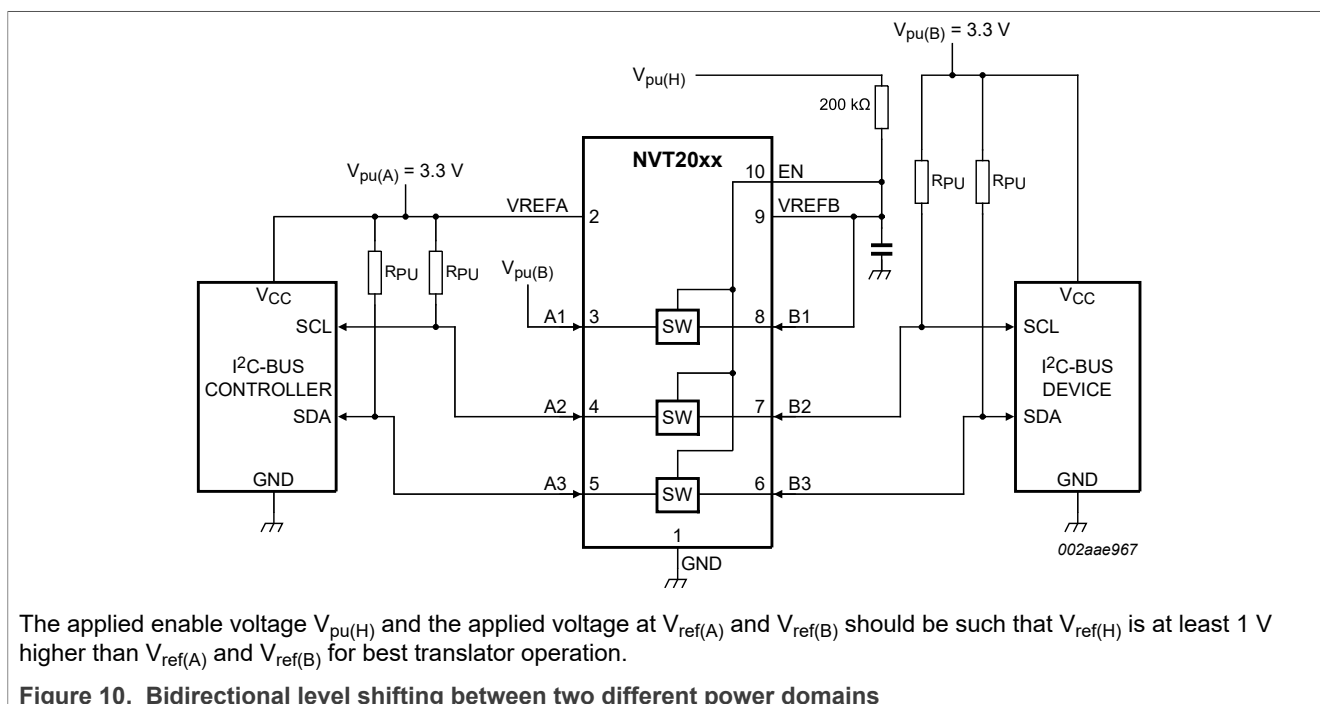 Vpu(B) = 3.3 V
Vpu(H)
200 kΩ
NVT20xx
Vpu(A) = 3.3 V
10 EN
RPU RPU
VREFA 2
9 VREFB
RPU RPU
Vpu(B)
VCC
VCC
SCL
A1 3 SW 8 B1
SCL
I²C-BUS
CONTROLLER
I²C-BUS
DEVICE
SDA
A2 4 SW 7 B2
SDA
GND
A3 5 SW 6 B3
GND
1
GND
002aae967
The applied enable voltage Vpu(H) and the applied voltage at Vref(A) and Vref(B) should be such that Vref(H) is at least 1 V
higher than Vref(A) and Vref(B) for best translator operation.
Figure 10. Bidirectional level shifting between two different power domains